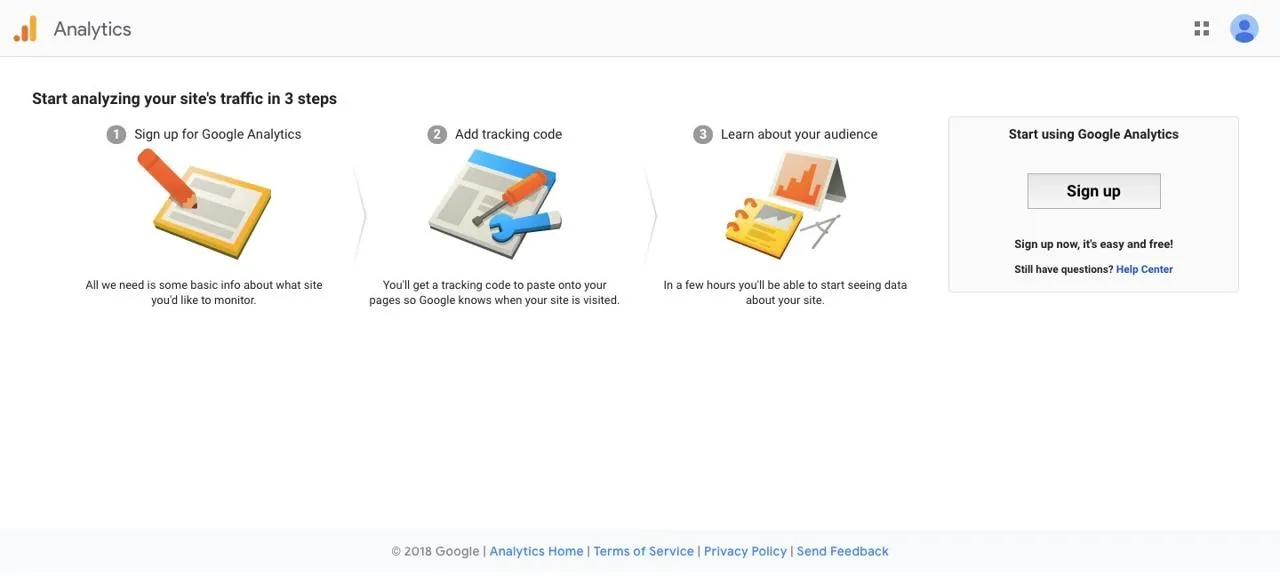 Analytics
Start analyzing your site's traffic in 3 steps
1 Sign up for Google Analytics
All we need is some basic info about what site
you'd like to monitor.
2 Add tracking code
You'll get a tracking code to paste onto your
pages so Google knows when your site is visited.
3 Learn about your audience
In a few hours you'll be able to start seeing data
about your site.
Start using Google Analytics
Sign up
Sign up now, it's easy and free!
Still have questions? Help Center
© 2018 Google | Analytics Home | Terms of Service | Privacy Policy | Send Feedback